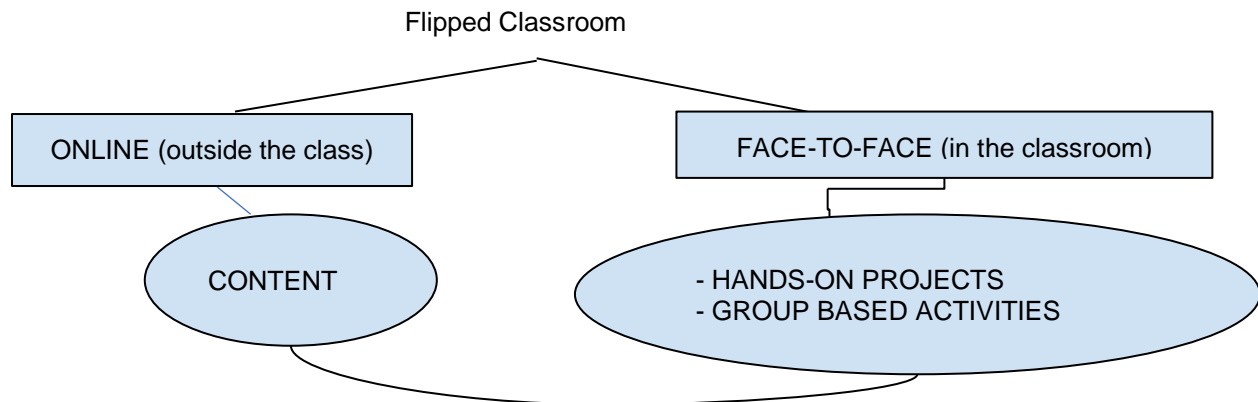 Flipped Classroom
ONLINE (outside the class)
FACE-TO-FACE (in the classroom)
CONTENT
- HANDS-ON PROJECTS
- GROUP BASED ACTIVITIES